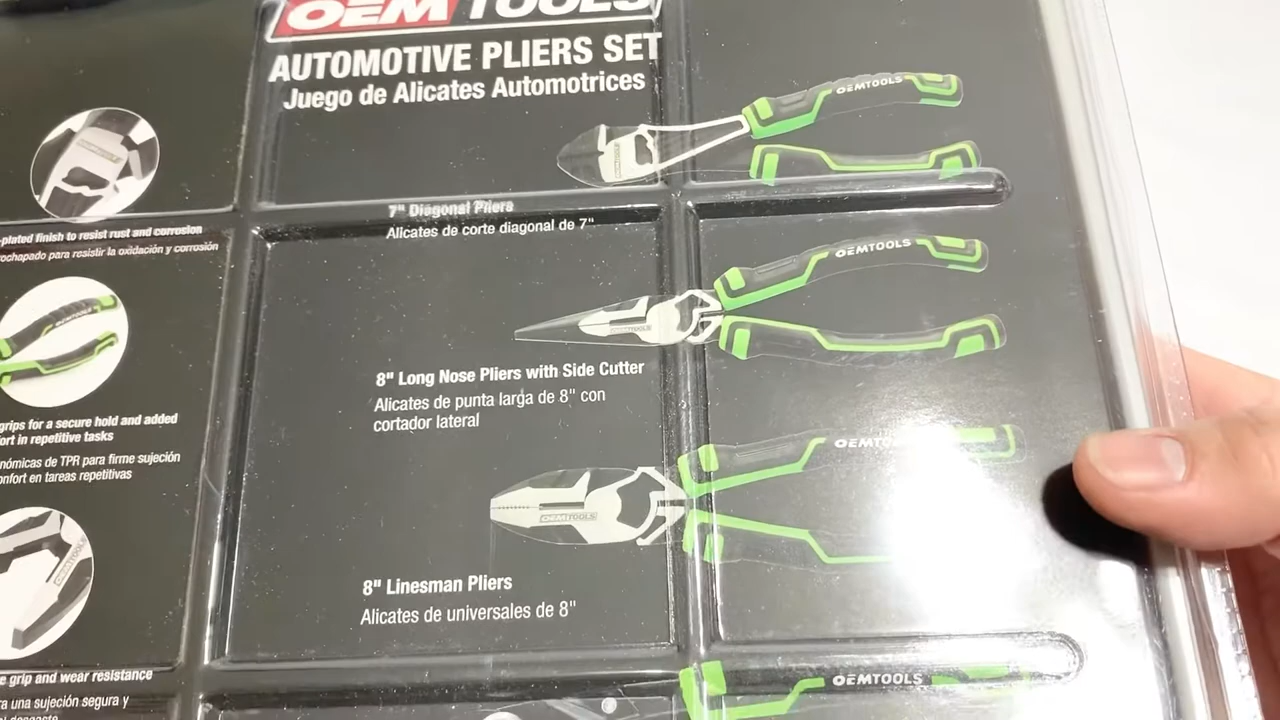 OEM TOOLS
AUTOMOTIVE PLIERS SET
Juego de Alicates Automotrices
OEMTOOLS
7" Diagonal Pliers
Alicates de corte diagonal de 7"
-plated finish to resist rust and corrosion
rochapado para resistir la oxidación y corrosión
OEMTOOLS
OEMTOOLS
OEMTOOLS
8" Long Nose Pliers with Side Cutter
Alicates de punta larga de 8" con
cortador lateral
grips for a secure hold and added
ort in repetitive tasks
nómicas de TPR para firme sujeción
onfort en tareas repetitivas
OEMTO
OEMTOOLS
OEMTOOLS
8" Linesman Pliers
Alicates de universales de 8"
e grip and wear resistance
ra una sujeción segura y
OEMTOOLS